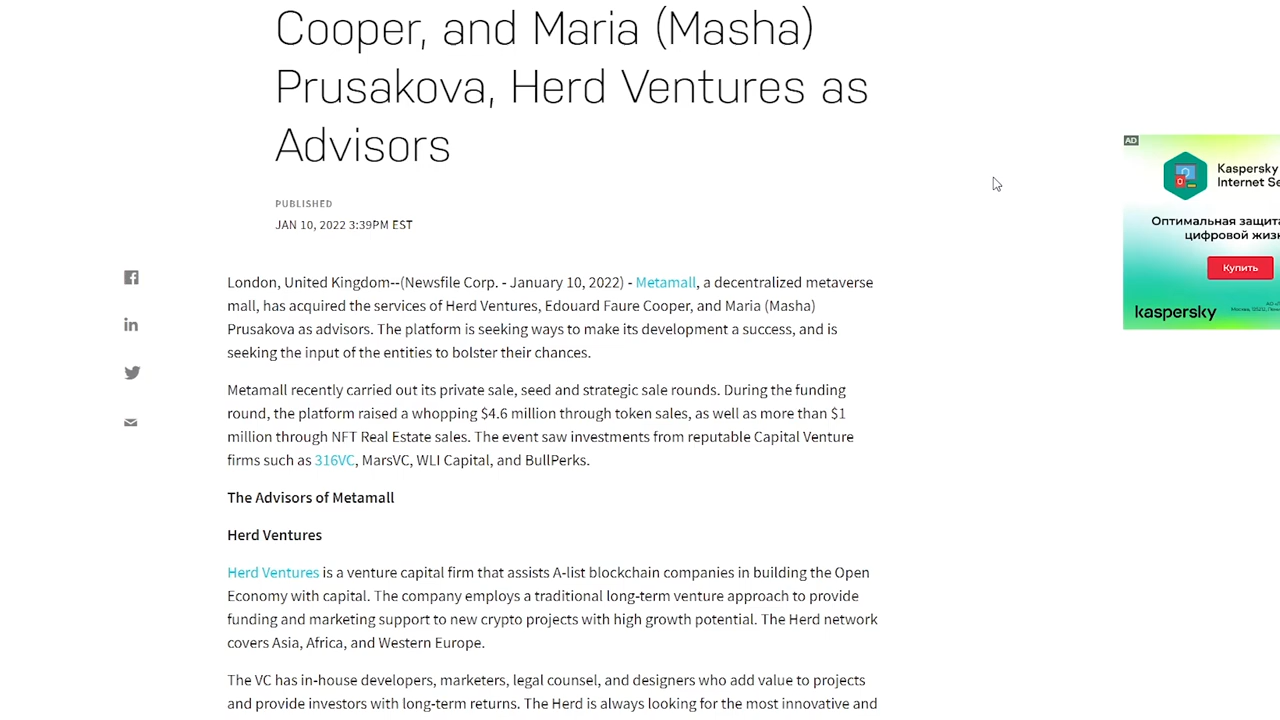 Cooper, and Maria (Masha)
Prusakova, Herd Ventures as
Advisors
PUBLISHED
JAN 10, 2022 3:39PM EST
London, United Kingdom--(Newsfile Corp. - January 10, 2022) - Metamall, a decentralized metaverse
mall, has acquired the services of Herd Ventures, Edouard Faure Cooper, and Maria (Masha)
Prusakova as advisors. The platform is seeking ways to make its development a success, and is
seeking the input of the entities to bolster their chances.
Metamall recently carried out its private sale, seed and strategic sale rounds. During the funding
round, the platform raised a whopping $4.6 million through token sales, as well as more than $1
million through NFT Real Estate sales. The event saw investments from reputable Capital Venture
firms such as 316VC, MarsVC, WLI Capital, and BullPerks.
The Advisors of Metamall
Herd Ventures
Herd Ventures is a venture capital firm that assists A-list blockchain companies in building the Open
Economy with capital. The company employs a traditional long-term venture approach to provide
funding and marketing support to new crypto projects with high growth potential. The Herd network
covers Asia, Africa, and Western Europe.
The VC has in-house developers, marketers, legal counsel, and designers who add value to projects
and provide investors with long-term returns. The Herd is always looking for the most innovative and
AD
Kaspersky
Internet Se
Оптимальная защита
цифровой жиз
Купить
kaspersky